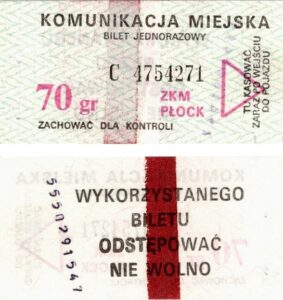 KOMUNIKACJA MIEJSKA
BILET JEDNORAZOWY
C 4754271
70 gr
ZKM
PŁOCK
ZACHOWAĆ DLA KONTROLI
TU KASOWAĆ
ZARAZ PO WEJŚCIU
DO POJAZDU
WYKORZYSTANEGO
BILETU
ODSTĘPOWAĆ
NIE WOLNO